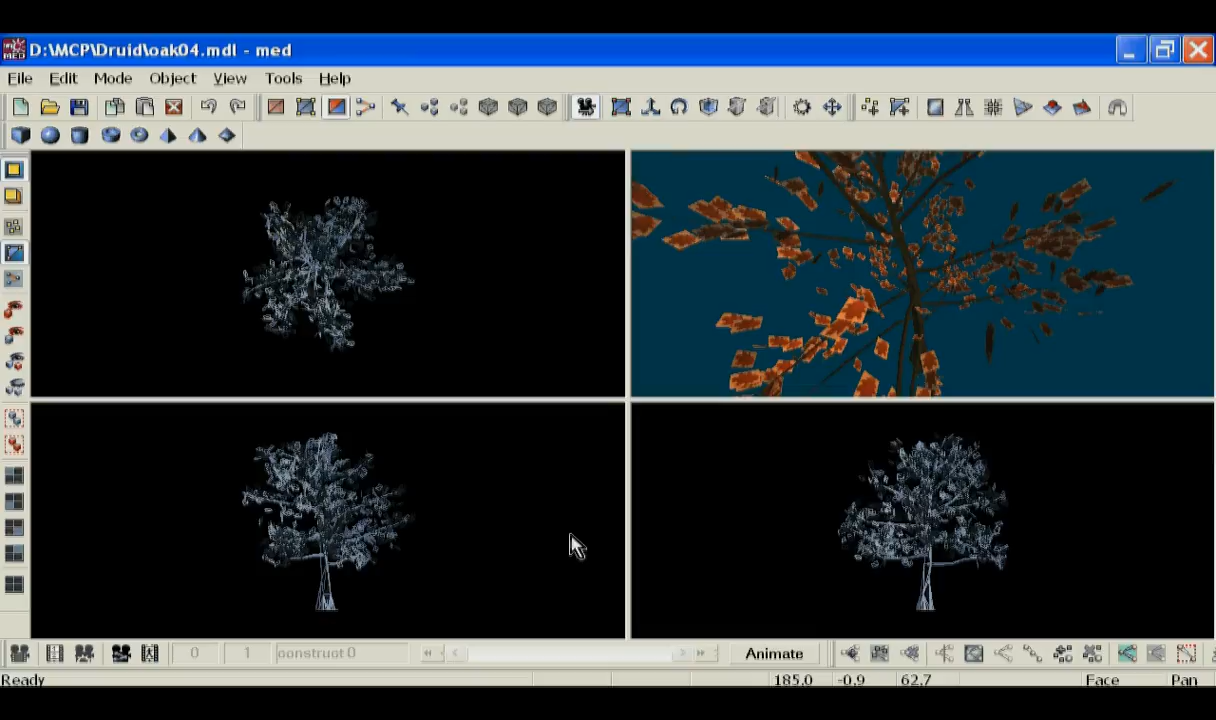 D:\MCP\Druid\oak04.mdl - med
File Edit Mode Object View Tools Help
0 1 construct 0 Animate
Ready 185,0 -0,9 62,7 Face Pan